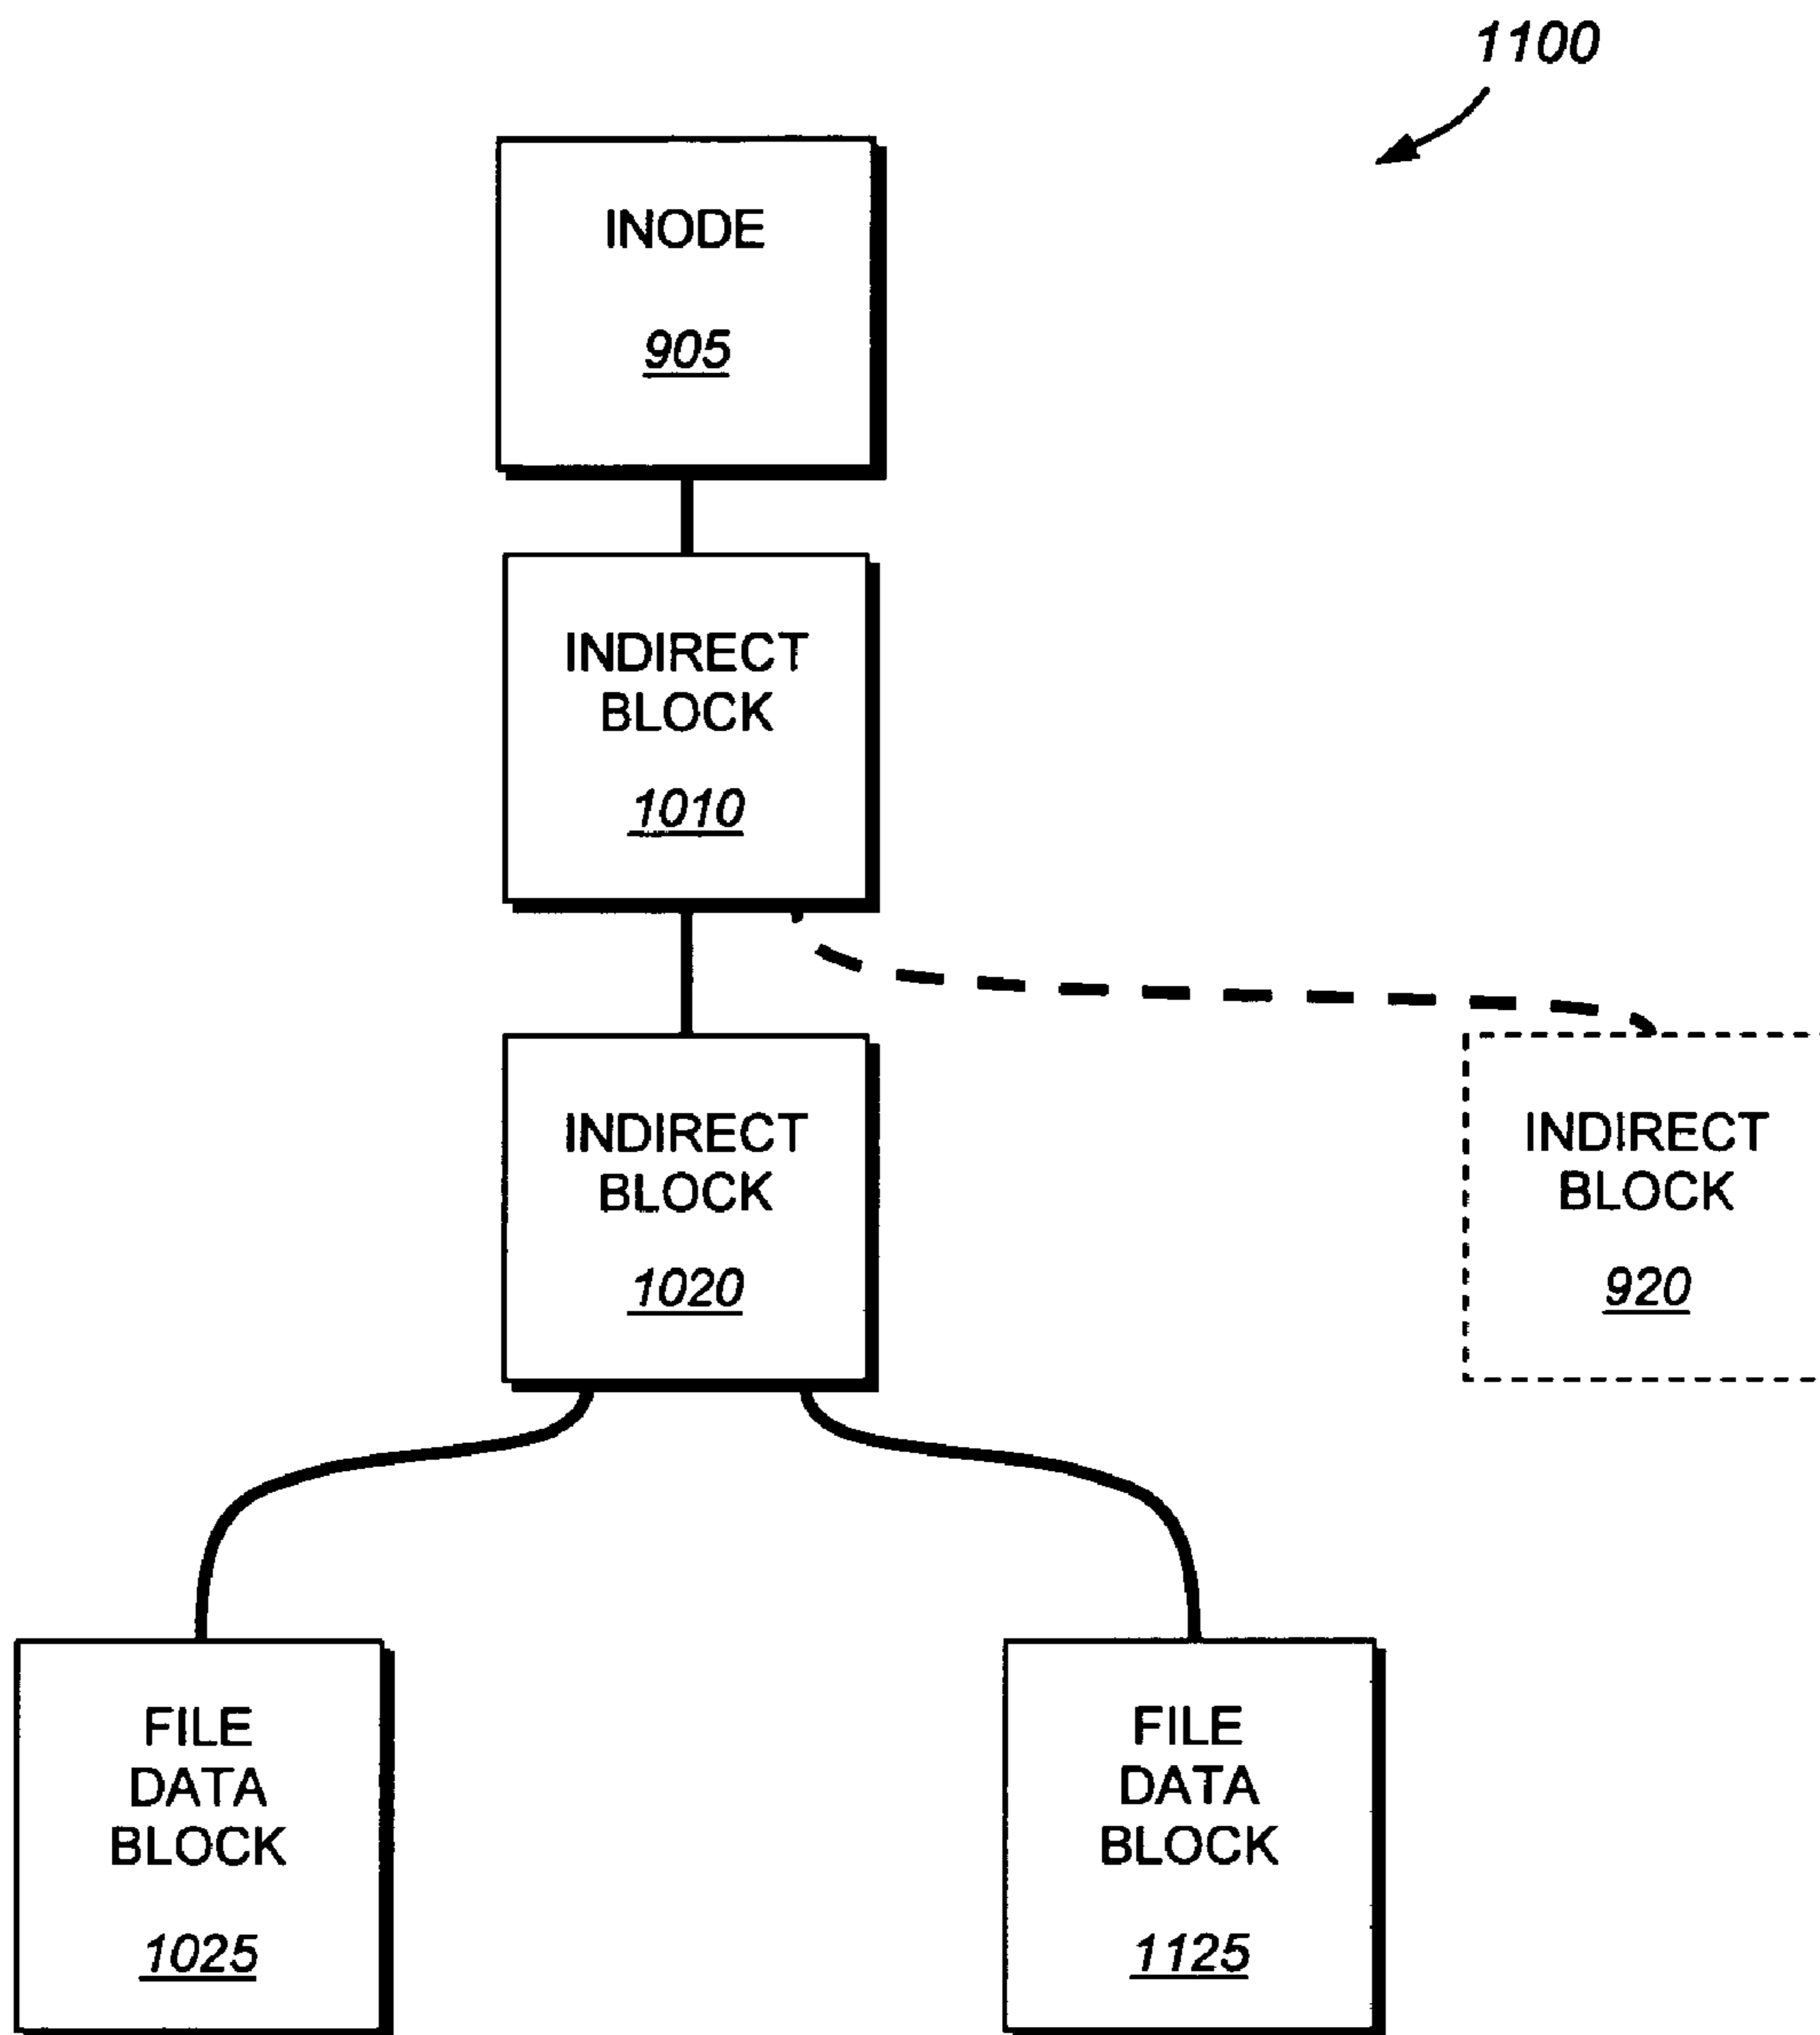 1100
INODE
905
INDIRECT
BLOCK
1010
INDIRECT
BLOCK
1020
INDIRECT
BLOCK
920
FILE
DATA
BLOCK
1025
FILE
DATA
BLOCK
1125